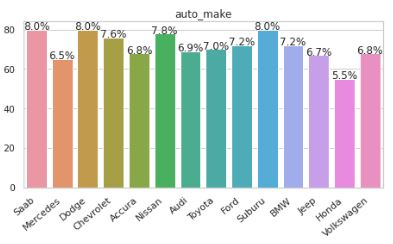 auto_make
80
60
40
20
0
8.0% 6.5% 8.0% 7.6% 6.8% 7.8% 6.9% 7.0% 7.2% 8.0% 7.2% 6.7% 5.5% 6.8%
Saab
Mercedes
Dodge
Chevrolet
Accura
Nissan
Audi
Toyota
Ford
Suburu
BMW
Jeep
Honda
Volkswagen